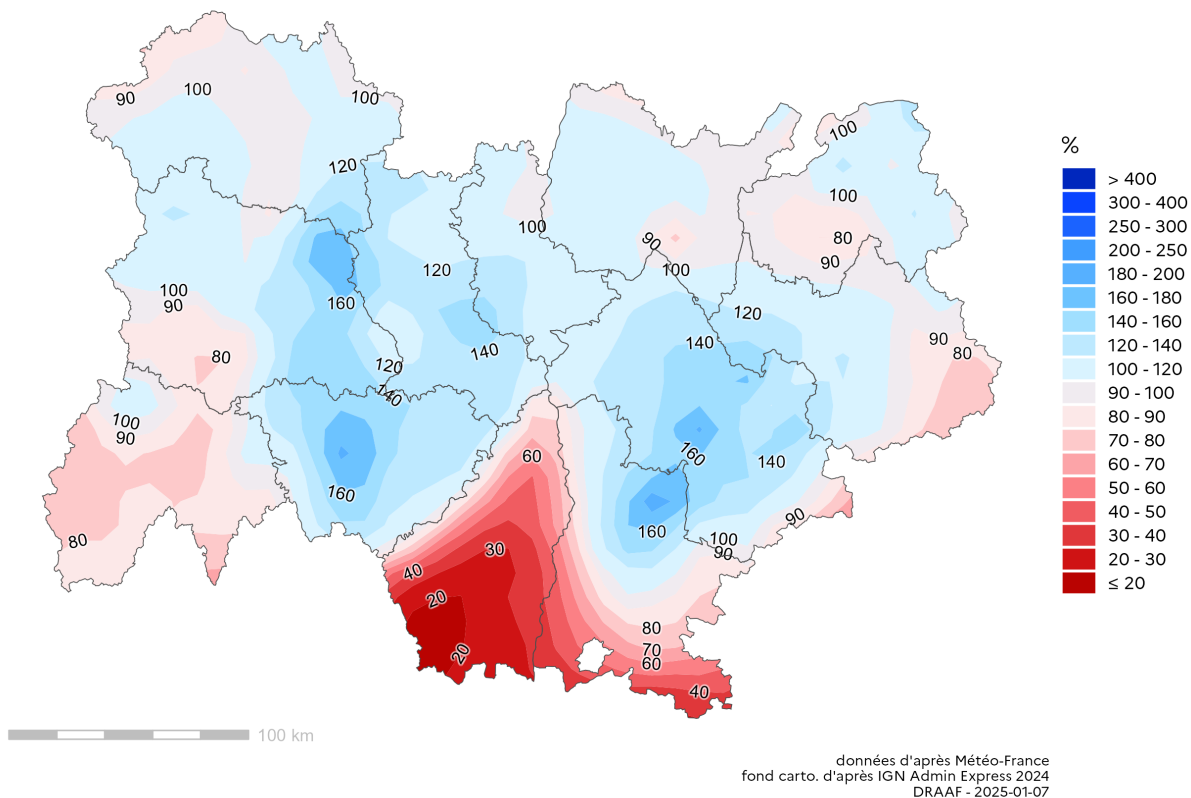 90
100
100
120
100
100
100
90
80
90
100
120
160
100
90
120
140
90
80
80
140
120
140
100
90
60
160
140
160
90
160
100
90
80
30
40
20
80
70
60
20
40
%
> 400
300 - 400
250 - 300
200 - 250
180 - 200
160 - 180
140 - 160
120 - 140
100 - 120
90 - 100
80 - 90
70 - 80
60 - 70
50 - 60
40 - 50
30 - 40
20 - 30
≤ 20
100 km
données d'après Météo-France
fond carto. d'après IGN Admin Express 2024
DRAAF - 2025-01-07